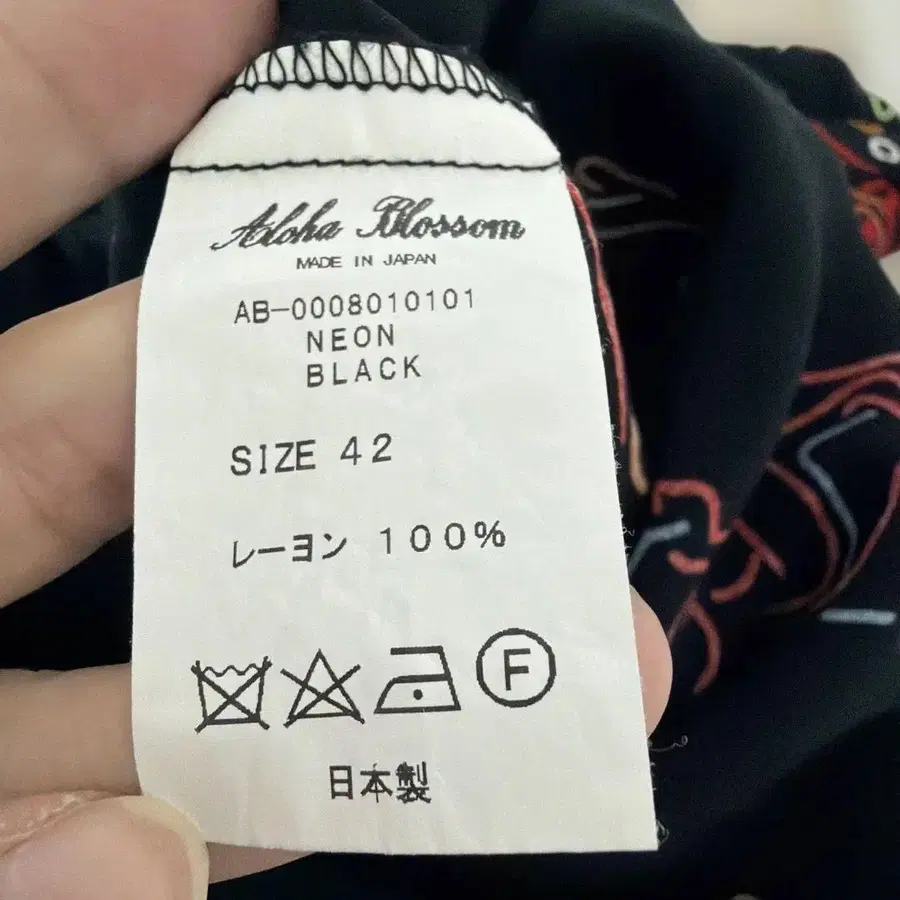 Aloha Blossom
MADE IN JAPAN
AB-0008010101
NEON
BLACK
SIZE 42
レーヨン 100%
F
日本製